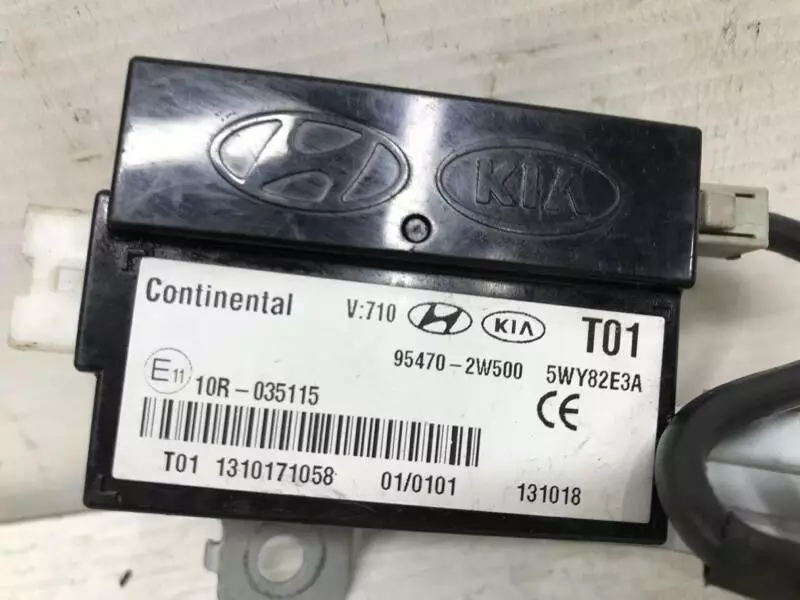 KIA
Continental V:710 KIA T01
95470-2W500 5WY82E3A
E11 10R-035115 CE
T01 1310171058 01/0101 131018